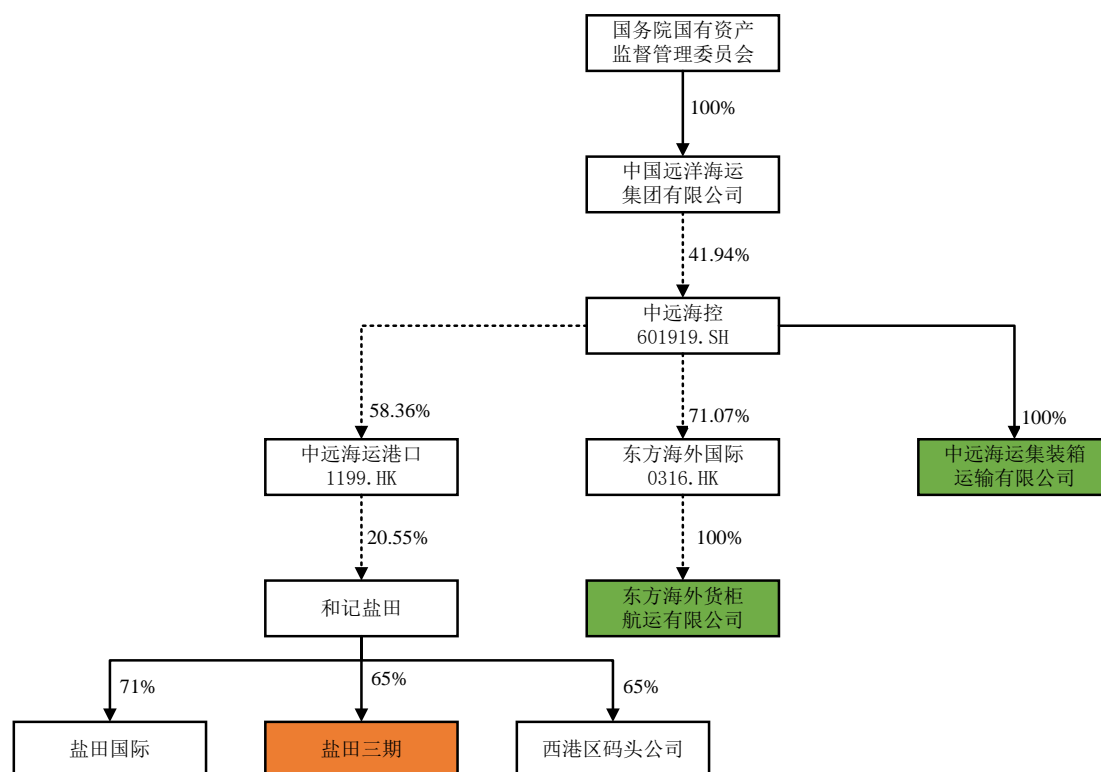 国务院国有资产
监督管理委员会
100%
中国远洋海运
集团有限公司
41.94%
中远海控
601919.SH
58.36%
71.07%
100%
中远海运港口
1199.HK
东方海外国际
0316.HK
中远海运集装箱
运输有限公司
20.55%
100%
和记盐田
东方海外货柜
航运有限公司
71%
65%
65%
盐田国际
盐田三期
西港区码头公司